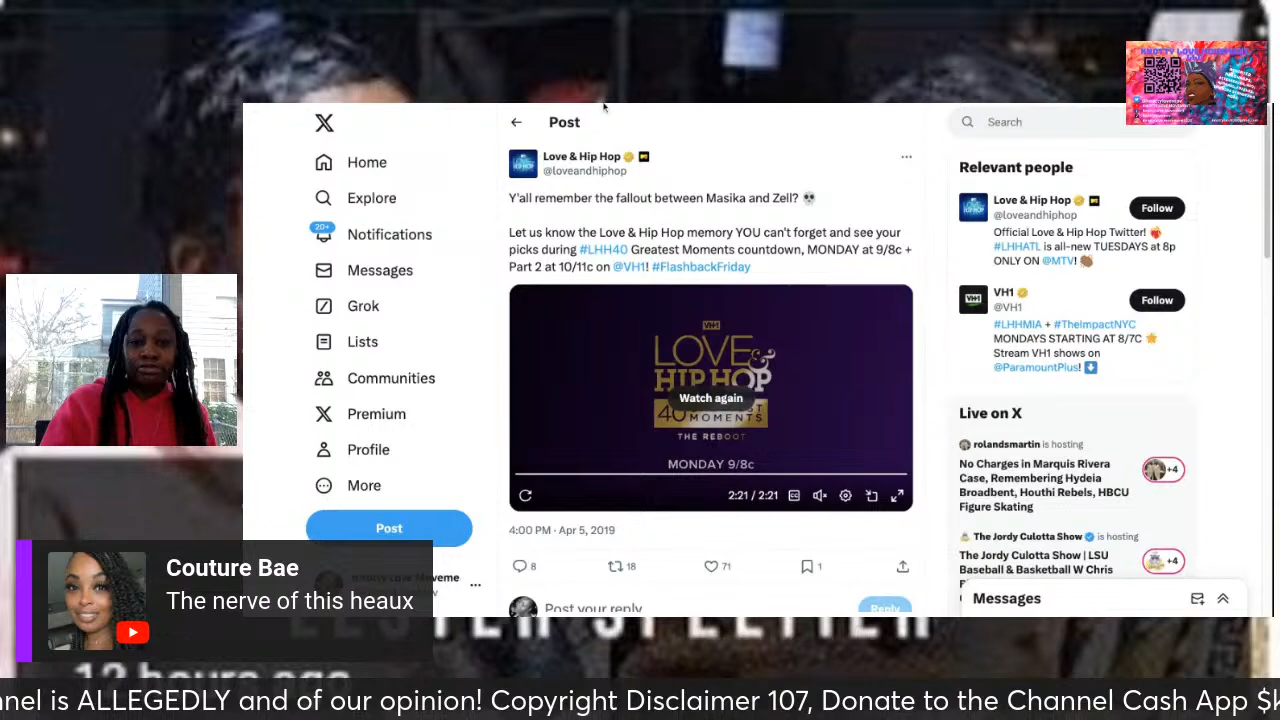 Home
Explore
20+
Notifications
Messages
Grok
Lists
Communities
Premium
Profile
More
Post
Post
Love & Hip Hop
@loveandhiphop
Y'all remember the fallout between Masika and Zell? 💀
Let us know the Love & Hip Hop memory YOU can't forget and see your
picks during #LHH40 Greatest Moments countdown, MONDAY at 9/8c +
Part 2 at 10/11c on @VH1! #FlashbackFriday
VH1
LOVE &
HIP HOP
Watch again
MOMENTS
THE REBOOT
MONDAY 9/8c
2:21 / 2:21
4:00 PM · Apr 5, 2019
8
18
71
1
Post your reply
Reply
Search
Relevant people
Love & Hip Hop
@loveandhiphop
Follow
Official Love & Hip Hop Twitter!
#LHHATL is all-new TUESDAYS at 8p
ONLY ON @MTV!
VH1
@VH1
Follow
#LHHMIA + #TheImpactNYC
MONDAYS STARTING AT 8/7C
Stream VH1 shows on
@ParamountPlus!
Live on X
rolandsmartin is hosting
No Charges in Marquis Rivera
Case, Remembering Hydeia
Broadbent, Houthi Rebels, HBCU
Figure Skating
+4
The Jordy Culotta Show is hosting
The Jordy Culotta Show | LSU
Baseball & Basketball W Chris
+4
Messages
Couture Bae
The nerve of this heaux
12 hours ago
nnel is ALLEGEDLY and of our opinion! Copyright Disclaimer 107, Donate to the Channel Cash App $k